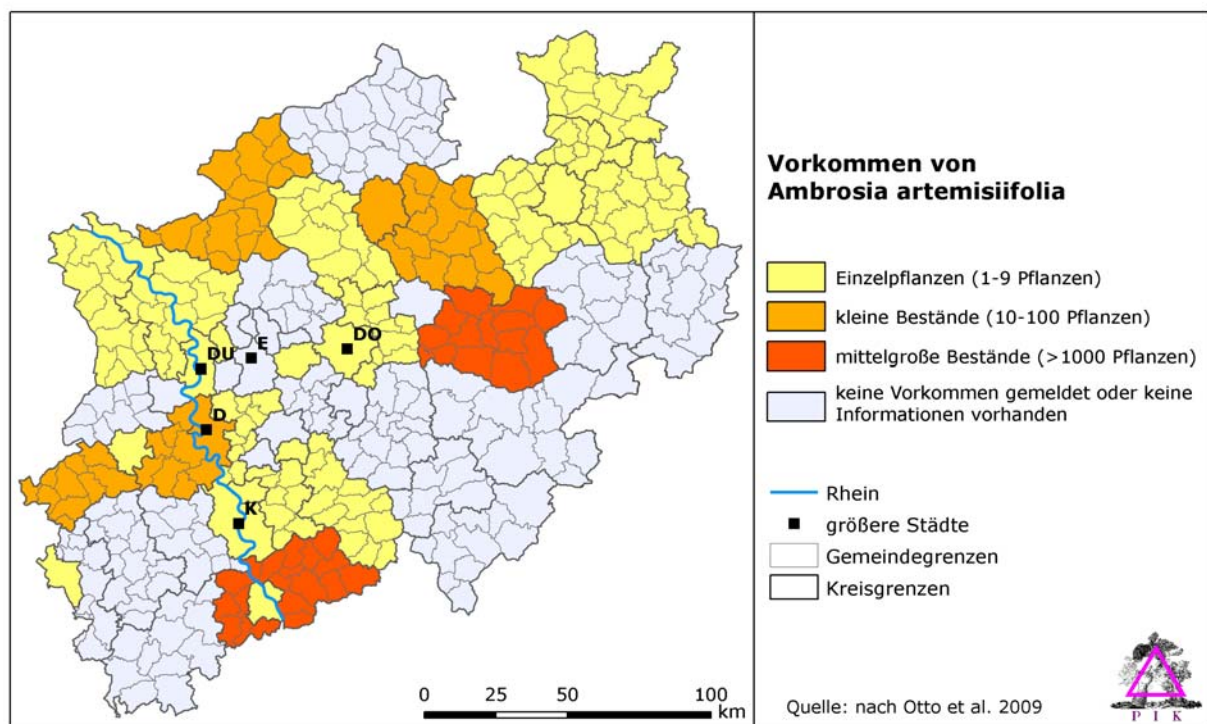 Vorkommen von
Ambrosia artemisiifolia
Einzelpflanzen (1-9 Pflanzen)
kleine Bestände (10-100 Pflanzen)
mittelgroße Bestände (>1000 Pflanzen)
keine Vorkommen gemeldet oder keine
Informationen vorhanden
Rhein
größere Städte
Gemeindegrenzen
Kreisgrenzen
DU
E
DO
D
K
0 25 50 100
km
Quelle: nach Otto et al. 2009
P I K